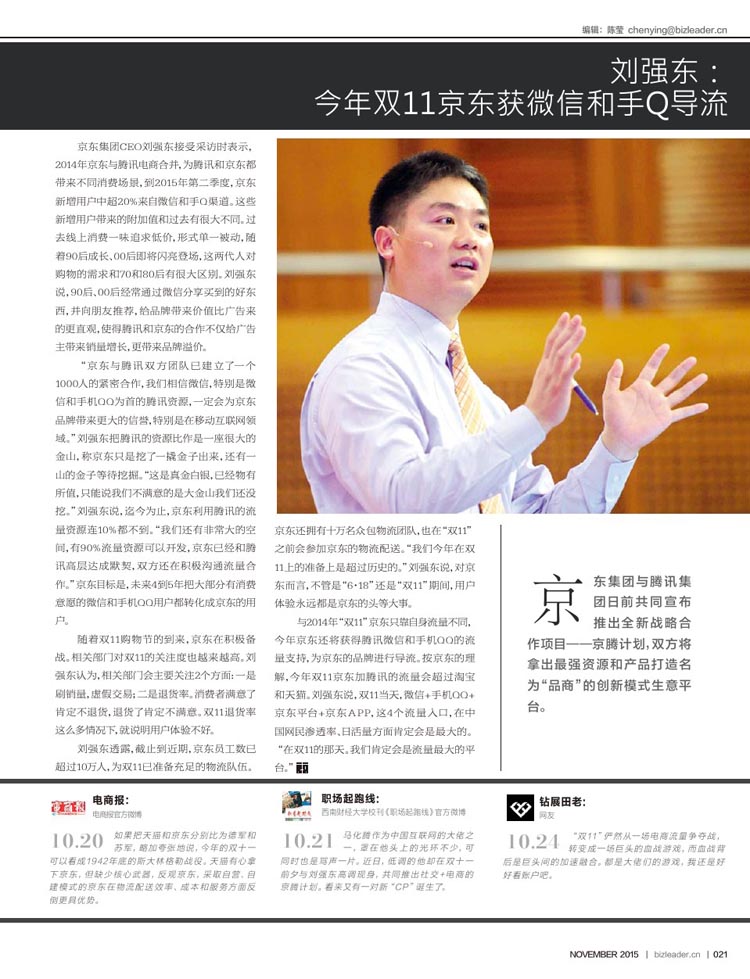 编辑：陈莹 chenying@bizleader.cn
刘强东：
今年双11京东获微信和手Q导流
京东集团CEO刘强东接受采访时表示，
2014年京东与腾讯电商合并，为腾讯和京东都
带来不同消费场景，到2015年第二季度，京东
新增用户中超20%来自微信和手Q渠道。这些
新增用户带来的附加值和过去有很大不同。过
去线上消费一味追求低价，形式单一被动，随
着90后成长、00后即将闪亮登场，这两代人对
购物的需求和70和80后有很大区别。刘强东
说，90后、00后经常通过微信分享买到的好东
西，并向朋友推荐，给品牌带来价值比广告来
的更直观，使得腾讯和京东的合作不仅给广告
主带来销量增长，更带来品牌溢价。
“京东与腾讯双方团队已建立了一个
1000人的紧密合作，我们相信微信，特别是微
信和手机QQ为首的腾讯资源，一定会为京东
品牌带来更大的信誉，特别是在移动互联网领
域。”刘强东把腾讯的资源比作是一座很大的
金山，称京东只是挖了一撬金子出来，还有一
山的金子等待挖掘。“这是真金白银，已经物有
所值，只能说我们不满意的是大金山我们还没
挖。”刘强东说，迄今为止，京东利用腾讯的流
量资源连10%都不到。“我们还有非常大的空
间，有90%流量资源可以开发，京东已经和腾
讯高层达成默契，双方还在积极沟通流量合
作。”京东目标是，未来4到5年把大部分有消费
意愿的微信和手机QQ用户都转化成京东的用
户。
随着双11购物节的到来，京东在积极备
战。相关部门对双11的关注度也越来越高。刘
强东认为，相关部门会主要关注2个方面：一是
刷销量，虚假交易；二是退货率。消费者满意了
肯定不退货，退货了肯定不满意。双11退货率
这么多情况下，就说明用户体验不好。
刘强东透露，截止到近期，京东员工数已
超过10万人，为双11已准备充足的物流队伍。
京东还拥有十万名众包物流团队，也在“双11”
之前会参加京东的物流配送。“我们今年在双
11上的准备上是超过历史的。”刘强东说，对京
东而言，不管是“6·18”还是“双11”期间，用户
体验永远都是京东的头等大事。
与2014年“双11”京东只靠自身流量不同，
今年京东还将获得腾讯微信和手机QQ的流
量支持，为京东的品牌进行导流。按京东的理
解，今年双11京东加腾讯的流量会超过淘宝
和天猫。刘强东说，双11当天，微信+手机QQ+
京东平台+京东APP，这4个流量入口，在中
国网民渗透率、日活量方面肯定会是最大的。
“在双11的那天。我们肯定会是流量最大的平
台。”
京东集团与腾讯集
团日前共同宣布
推出全新战略合
作项目——京腾计划，双方将
拿出最强资源和产品打造名
为“品商”的创新模式生意平
台。
电商报：
电商报官方微博
10.20 如果把天猫和京东分别比为德军和
苏军，略加夸张地说，今年的双十一
可以看成1942年底的斯大林格勒战役。天猫有心拿
下京东，但缺少核心武器，反观京东，采取自营、自
建模式的京东在物流配送效率、成本和服务方面反
倒更具优势。
职场起跑线：
西南财经大学校刊《职场起跑线》官方微博
10.21 马化腾作为中国互联网的大佬之
一，罩在他头上的光环不少，可
同时也是骂声一片。近日，低调的他却在双十一
前夕与刘强东高调现身，共同推出社交+电商的
京腾计划。看来又有一对新“CP”诞生了。
钻展田老：
网友
10.24 “双11”俨然从一场电商流量争夺战，
转变成一场巨头的血战游戏，而血战背
后是巨头间的加速融合。都是大佬们的游戏，我还是好
好看账户吧。
NOVEMBER 2015 | bizleader.cn | 021